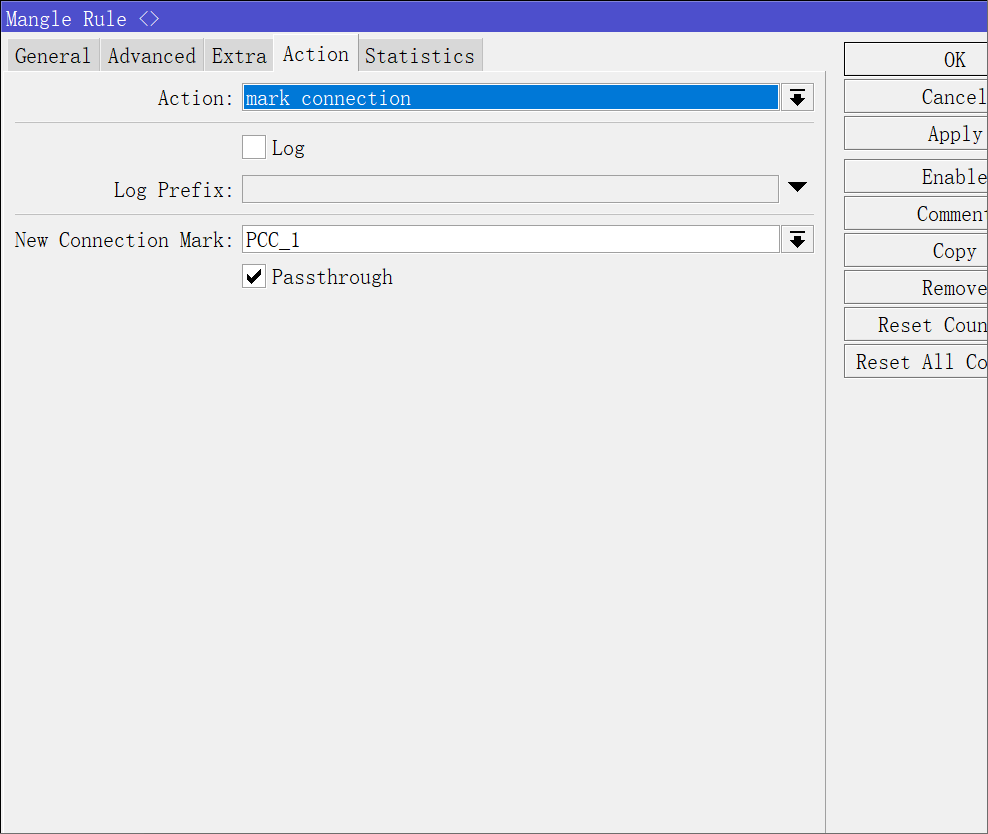 Mangle Rule <>
General Advanced Extra Action Statistics
Action: mark connection
Log
Log Prefix:
New Connection Mark: PCC_1
Passthrough
OK
Cancel
Apply
Enable
Comment
Copy
Remove
Reset Coun
Reset All Co